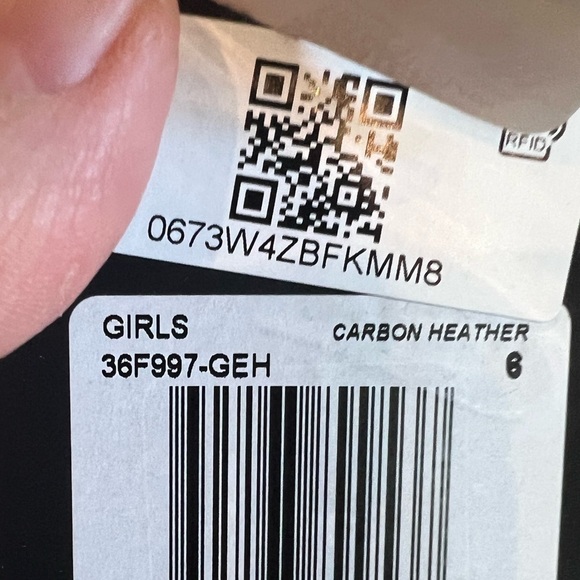 RFID
0673W4ZBFKMM8
GIRLS CARBON HEATHER
36F997-GEH 6